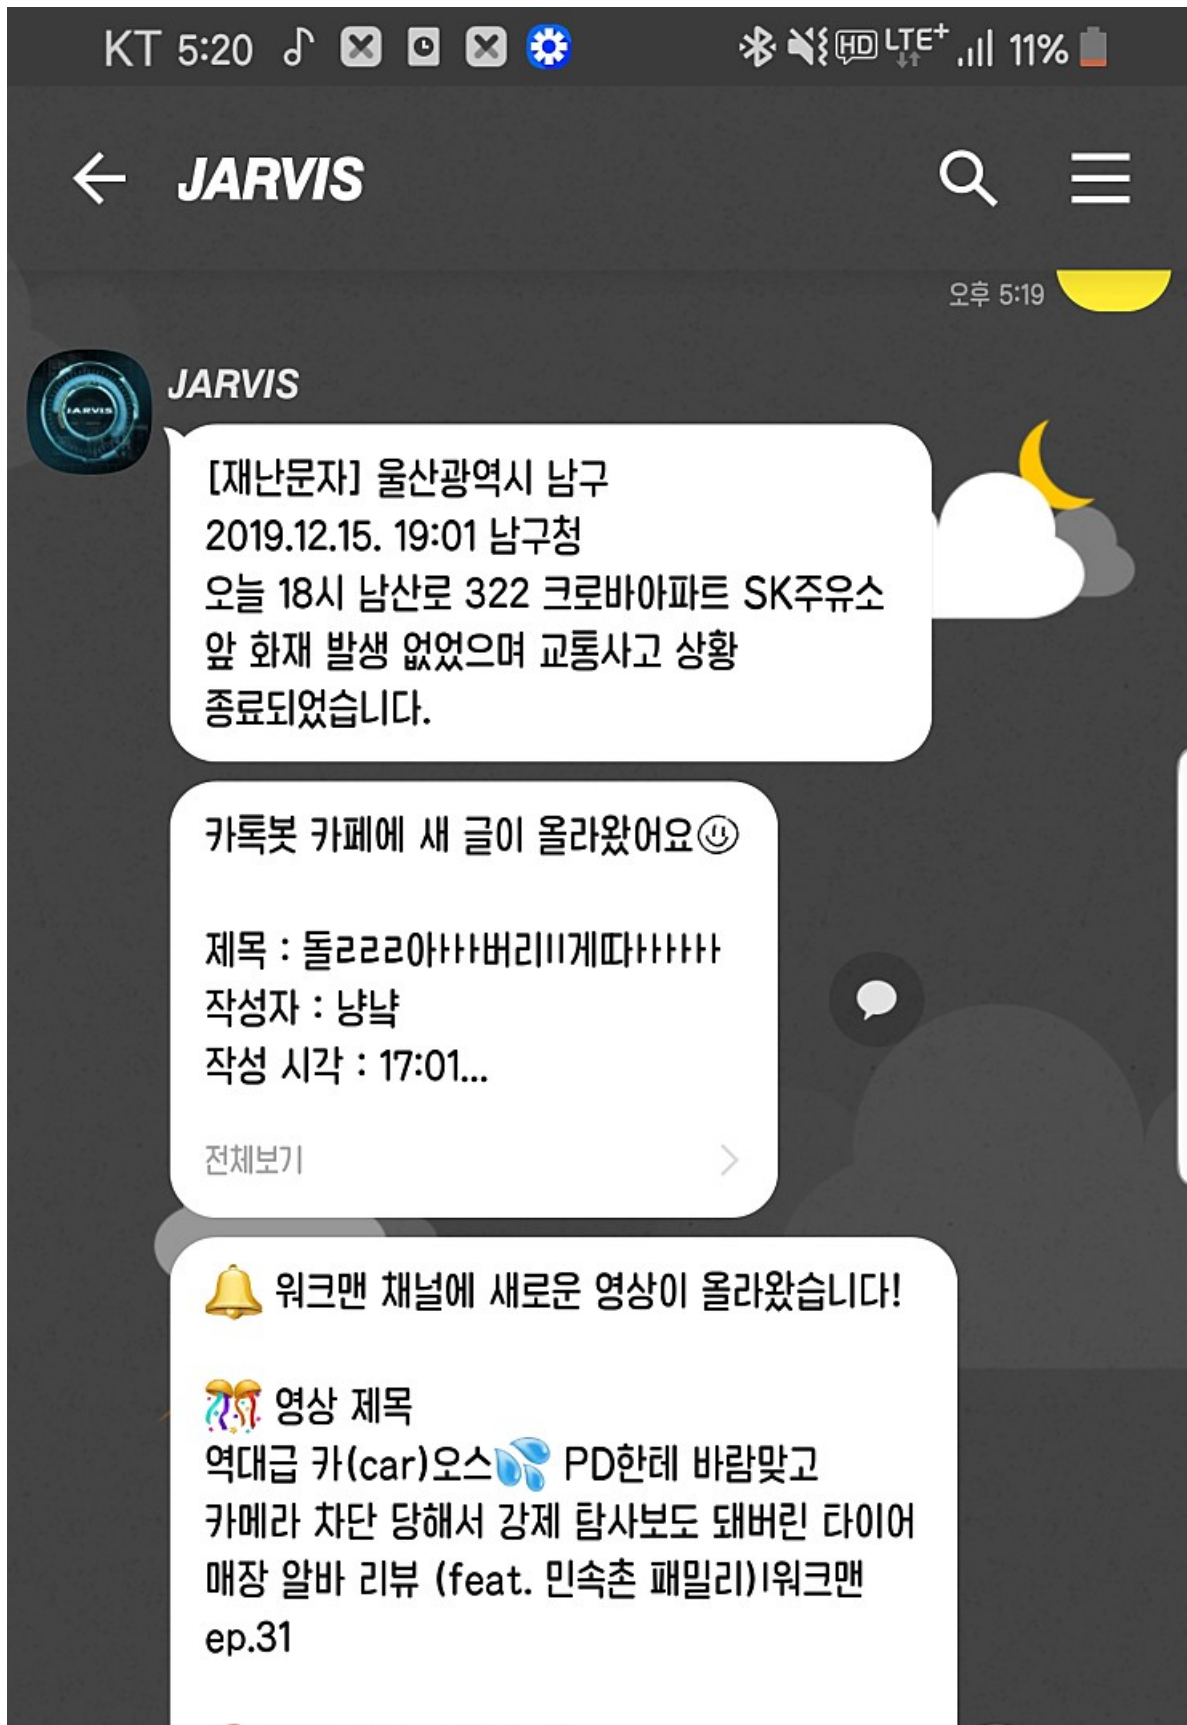 KT 5:20 HD LTE+ 11%
JARVIS
오후 5:19
JARVIS
JARVIS
[재난문자] 울산광역시 남구
2019.12.15. 19:01 남구청
오늘 18시 남산로 322 크로바아파트 SK주유소
앞 화재 발생 없었으며 교통사고 상황
종료되었습니다.
카톡봇 카페에 새 글이 올라왔어요
제목 : 돌ㄹㄹㄹ아ㅏㅏㅏ버리ㅣㅣ게따ㅏㅏㅏㅏㅏㅏ
작성자 : 냥냨
작성 시각 : 17:01...
전체보기
🔔 워크맨 채널에 새로운 영상이 올라왔습니다!
🎊 영상 제목
역대급 카(car)오스💦 PD한테 바람맞고
카메라 차단 당해서 강제 탐사보도 돼버린 타이어
매장 알바 리뷰 (feat. 민속촌 패밀리)ㅣ워크맨
ep.31